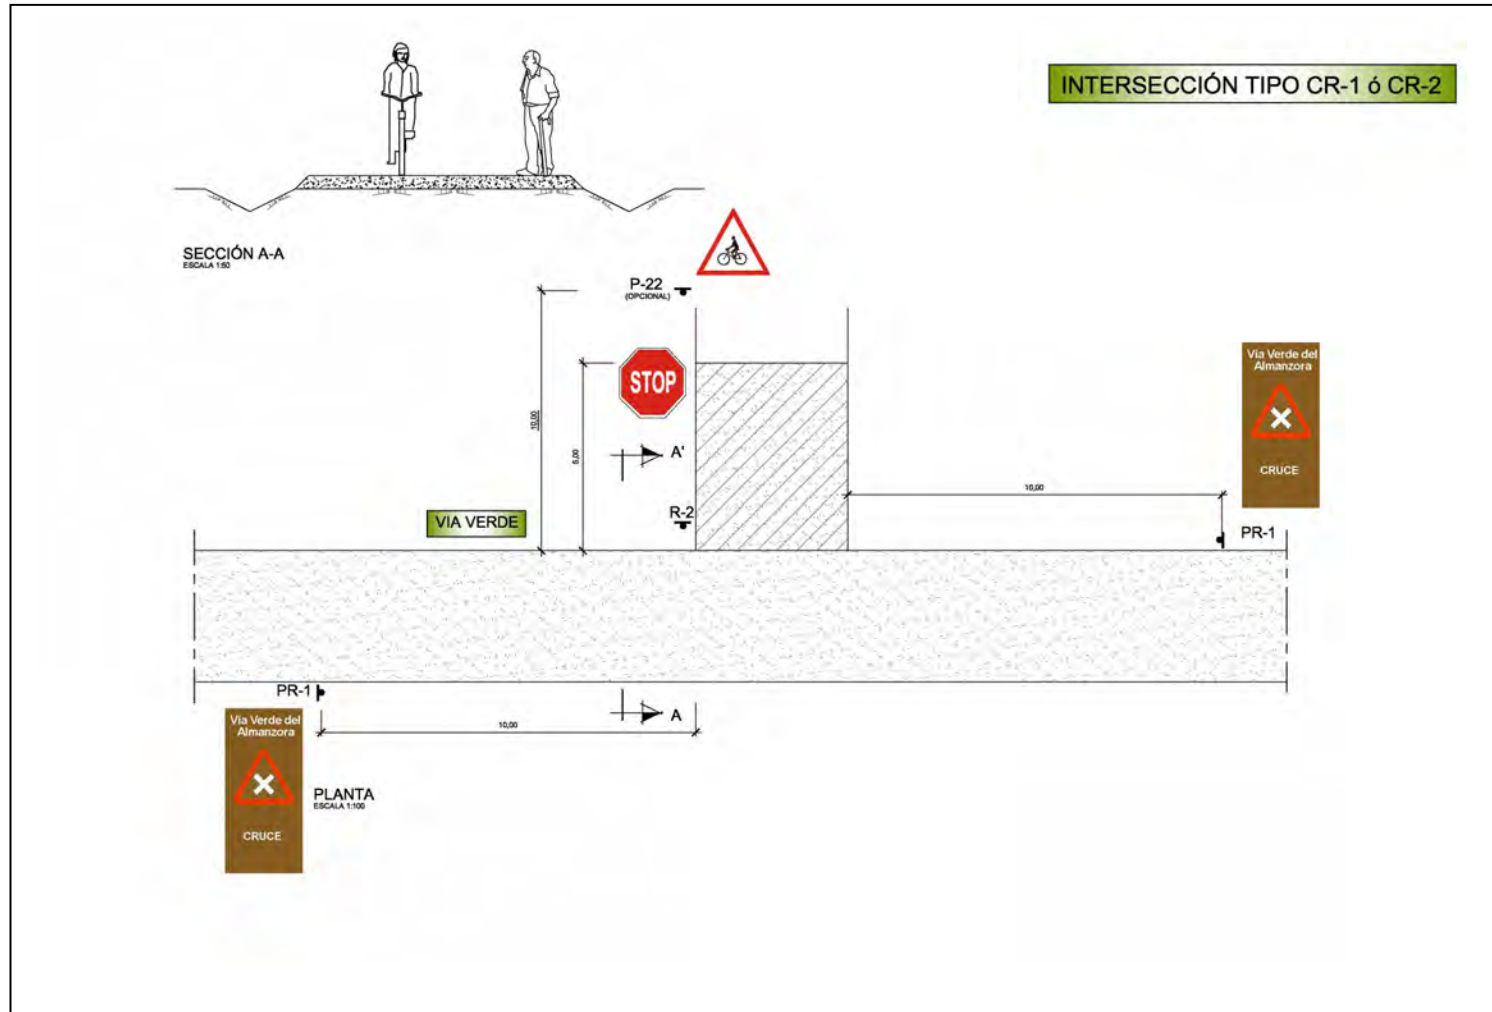 INTERSECCIÓN TIPO CR-1 ó CR-2
SECCIÓN A-A
ESCALA 1:50
P-22
(OPCIONAL)
STOP
10,00
5,00
A'
R-2
VIA VERDE
10,00
Vía Verde del
Almanzora
CRUCE
PR-1
PR-1
A
10,00
Vía Verde del
Almanzora
CRUCE
PLANTA
ESCALA 1:100